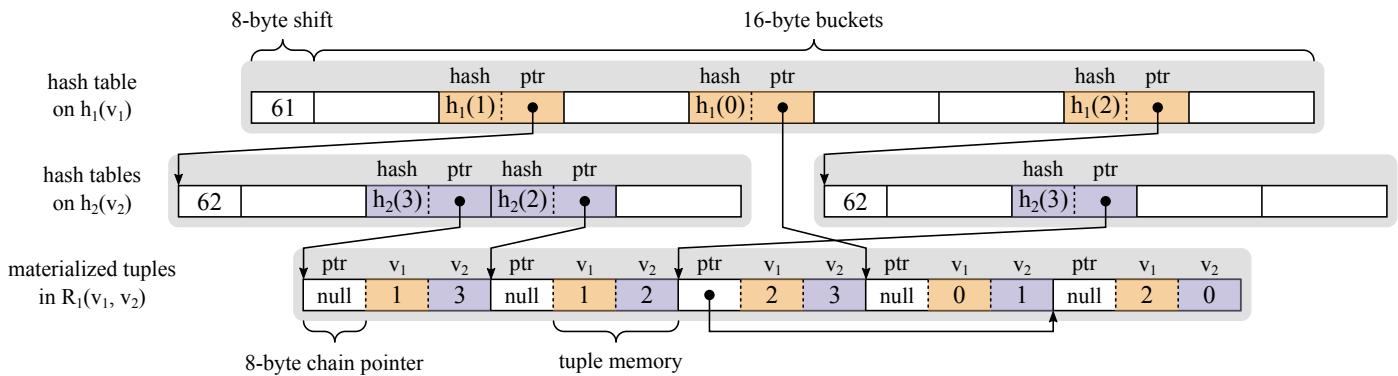 8-byte shift 16-byte buckets
hash table
on h₁(v₁)
hash ptr hash ptr hash ptr
61 h₁(1) h₁(0) h₁(2)
hash tables
on h₂(v₂)
hash ptr hash ptr hash ptr
62 h₂(3) h₂(2) 62 h₂(3)
materialized tuples
in R₁(v₁, v₂)
ptr v₁ v₂ ptr v₁ v₂ ptr v₁ v₂ ptr v₁ v₂ ptr v₁ v₂
null 1 3 null 1 2 2 3 null 0 1 null 2 0
8-byte chain pointer tuple memory